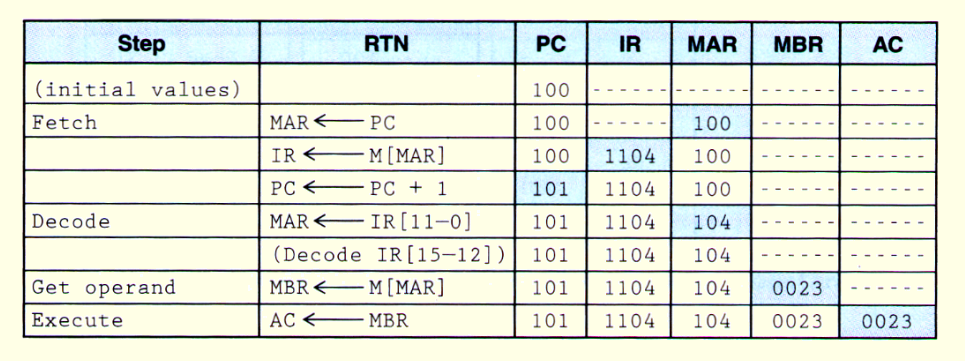 Step RTN PC IR MAR MBR AC
(initial values) 100 ------ ------ ------ ------
Fetch MAR ← PC 100 ------ 100 ------ ------
IR ← M[MAR] 100 1104 100 ------ ------
PC ← PC + 1 101 1104 100 ------ ------
Decode MAR ← IR[11—0] 101 1104 104 ------ ------
(Decode IR[15—12]) 101 1104 104 ------ ------
Get operand MBR ← M[MAR] 101 1104 104 0023 ------
Execute AC ← MBR 101 1104 104 0023 0023